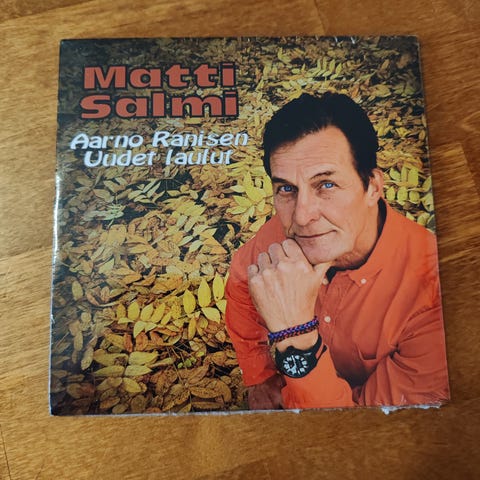 Matti
Salmi
Aarno Ranisen
Uudet laulut